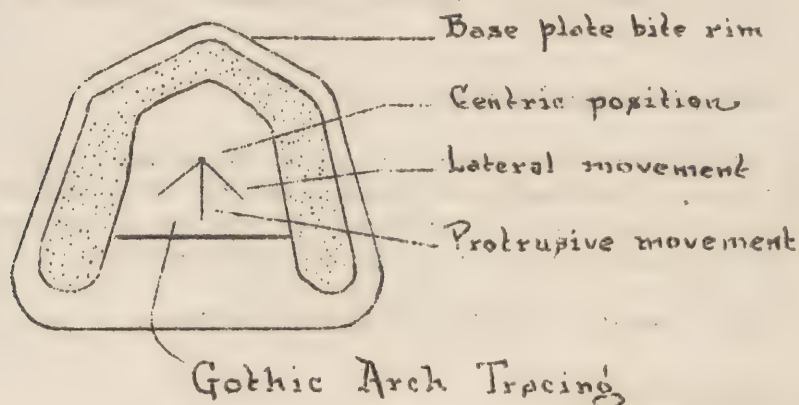 Base plate bite rim
Centric position
Lateral movement
Protrusive movement
Gothic Arch Tracing